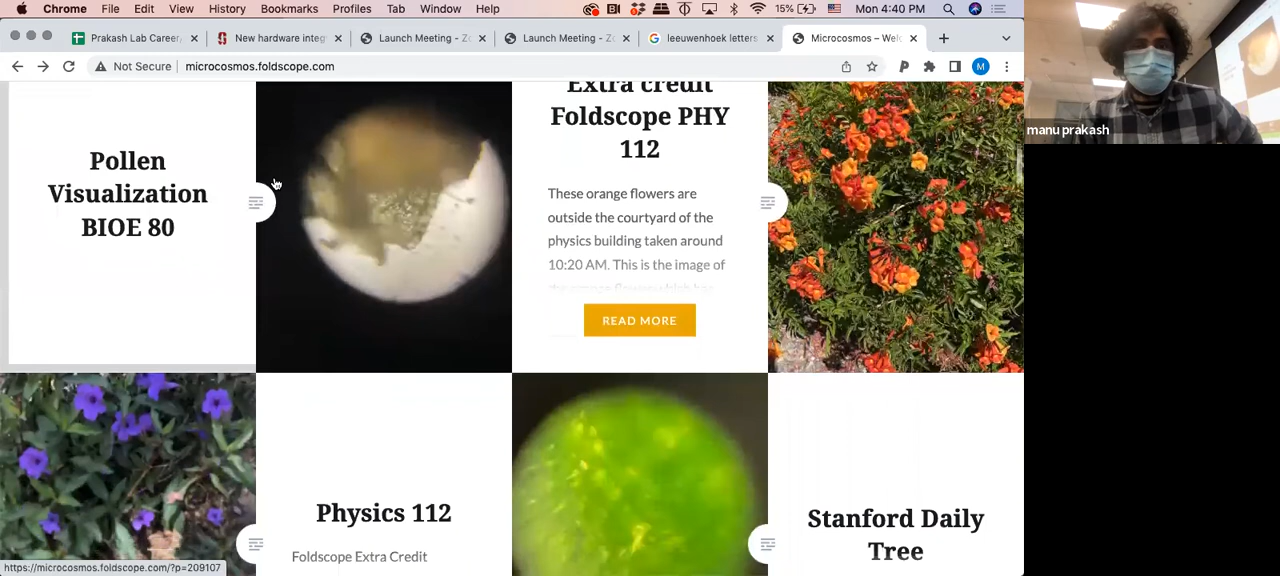 Chrome File Edit View History Bookmarks Profiles Tab Window Help 15% Mon 4:40 PM
Prakash Lab Career New hardware integ Launch Meeting - Zo Launch Meeting - Zo leeuwenhoek letters Microcosmos – Welc
Not Secure microcosmos.foldscope.com M
manu prakash
Pollen
Visualization
BIOE 80
Extra credit
Foldscope PHY
112
These orange flowers are
outside the courtyard of the
physics building taken around
10:20 AM. This is the image of
READ MORE
Physics 112
Foldscope Extra Credit
Stanford Daily
Tree
https://microcosmos.foldscope.com/?p=209107